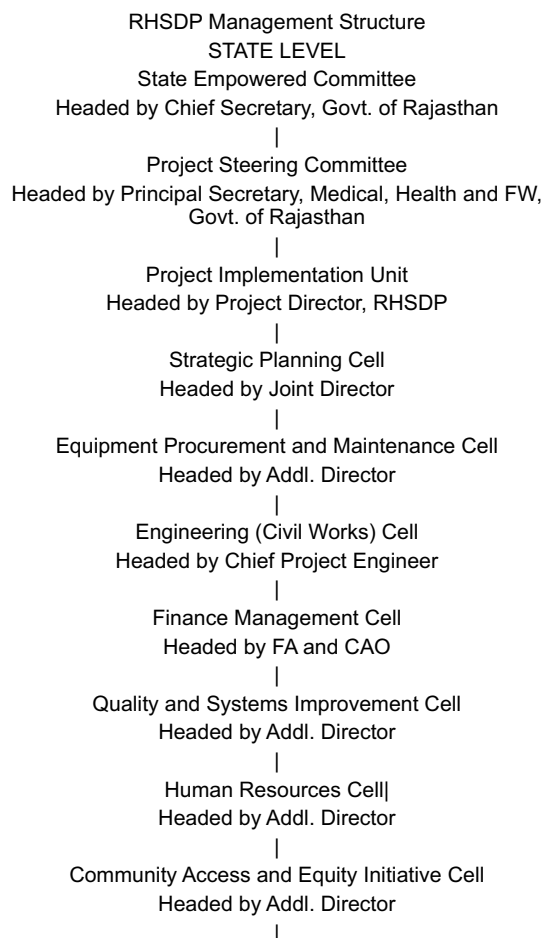 RHSDP Management Structure
STATE LEVEL
State Empowered Committee
Headed by Chief Secretary, Govt. of Rajasthan
|
Project Steering Committee
Headed by Principal Secretary, Medical, Health and FW,
Govt. of Rajasthan
|
Project Implementation Unit
Headed by Project Director, RHSDP
|
Strategic Planning Cell
Headed by Joint Director
|
Equipment Procurement and Maintenance Cell
Headed by Addl. Director
|
Engineering (Civil Works) Cell
Headed by Chief Project Engineer
|
Finance Management Cell
Headed by FA and CAO
|
Quality and Systems Improvement Cell
Headed by Addl. Director
|
Human Resources Cell|
Headed by Addl. Director
|
Community Access and Equity Initiative Cell
Headed by Addl. Director
|